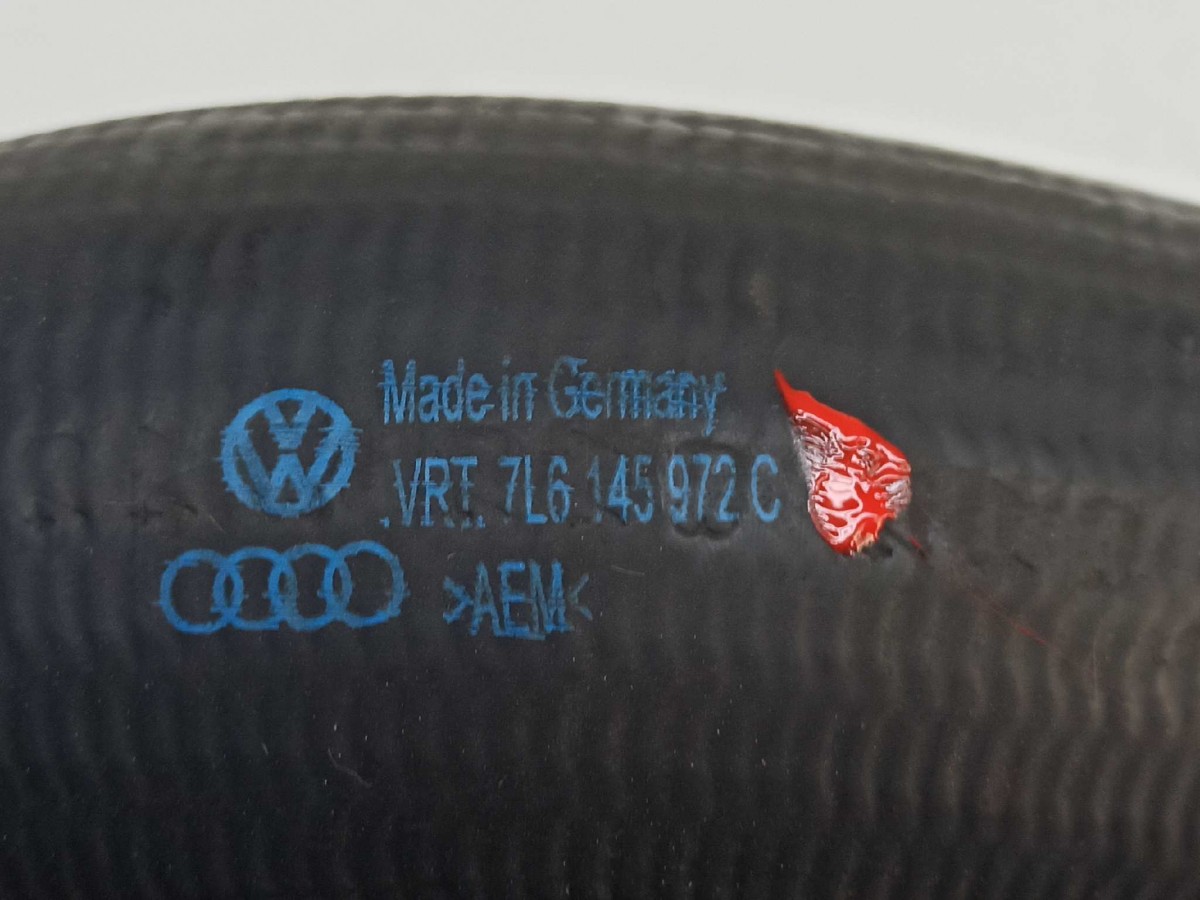 Made in Germany
.VRT. 7L6 145 972 C
>AEM<